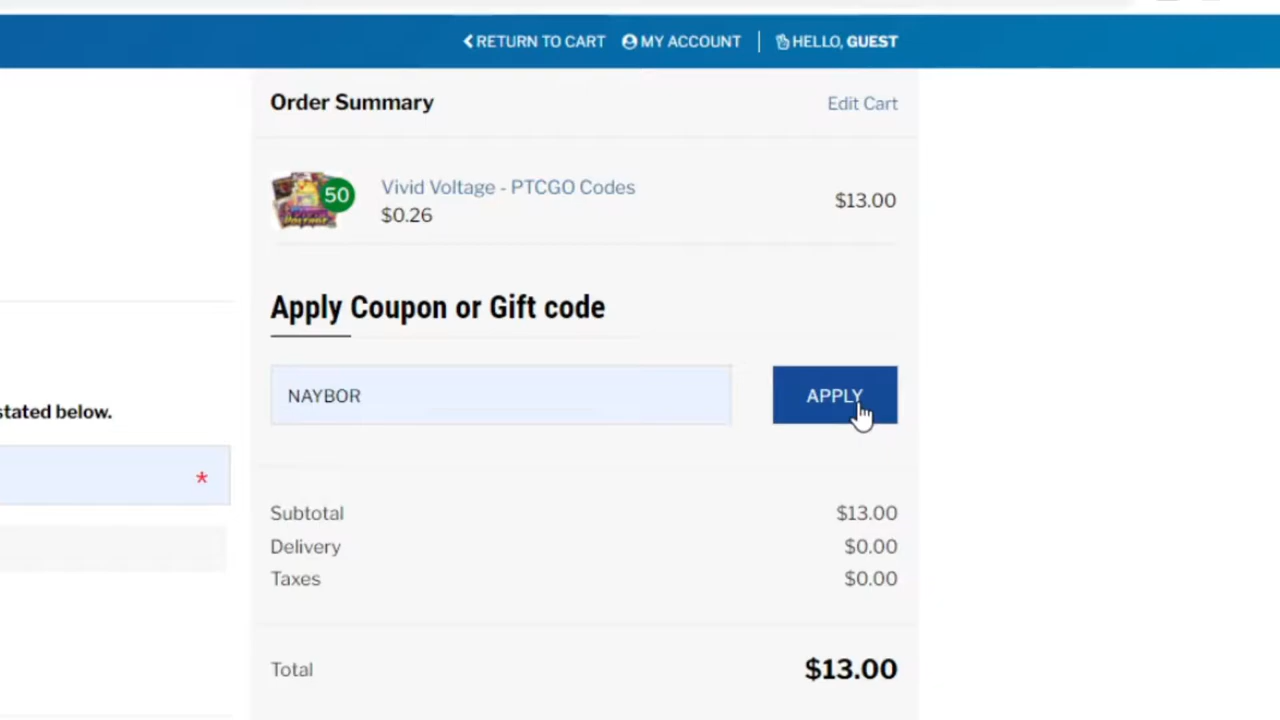 RETURN TO CART MY ACCOUNT HELLO, GUEST
Order Summary Edit Cart
50
Vivid Voltage - PTCGO Codes
$0.26
$13.00
Apply Coupon or Gift code
NAYBOR APPLY
stated below.
*
Subtotal $13.00
Delivery $0.00
Taxes $0.00
Total $13.00